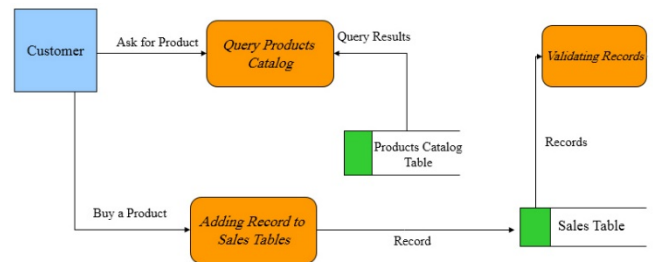 Customer
Ask for Product
Query Products
Catalog
Query Results
Validating Records
Products Catalog
Table
Records
Buy a Product
Adding Record to
Sales Tables
Record
Sales Table